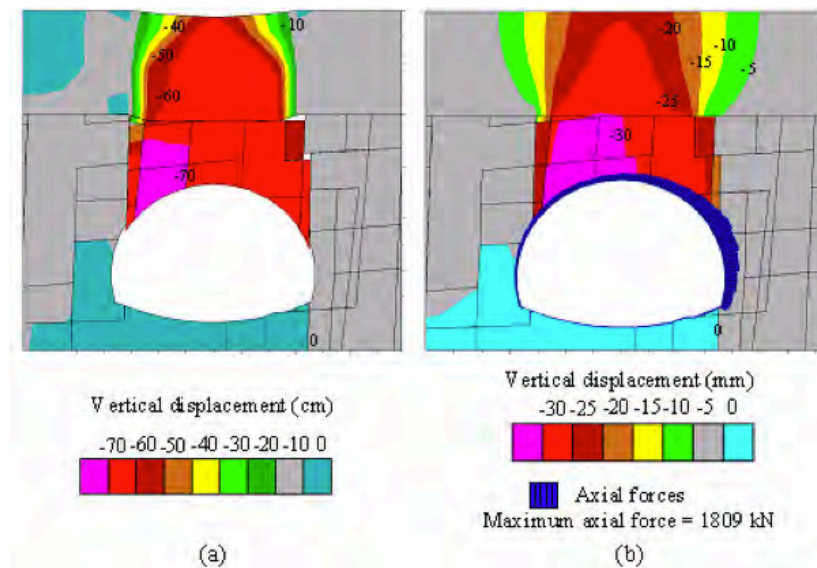 -40
-10
-50
-60
-70
0
-20
-10
-15
-5
-25
-30
0
Vertical displacement (cm)
-70 -60 -50 -40 -30 -20 -10 0
(a)
Vertical displacement (mm)
-30 -25 -20 -15 -10 -5 0
Axial forces
Maximum axial force = 1809 kN
(b)